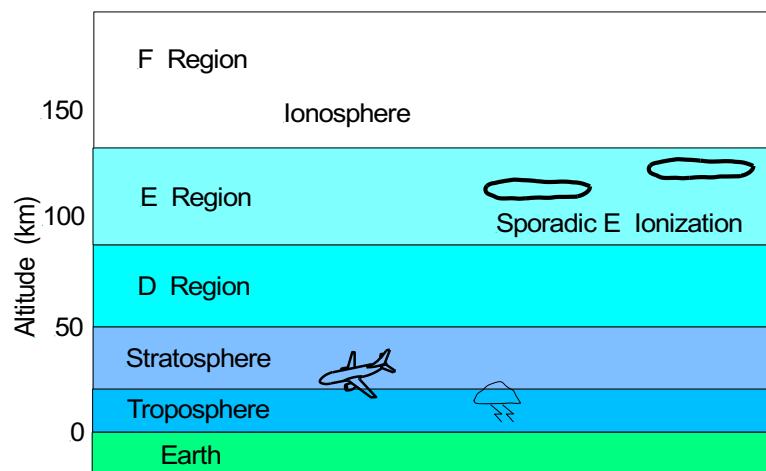 F Region
150
Ionosphere
E Region
100
Sporadic E Ionization
D Region
Altitude (km)
50
Stratosphere
Troposphere
0
Earth